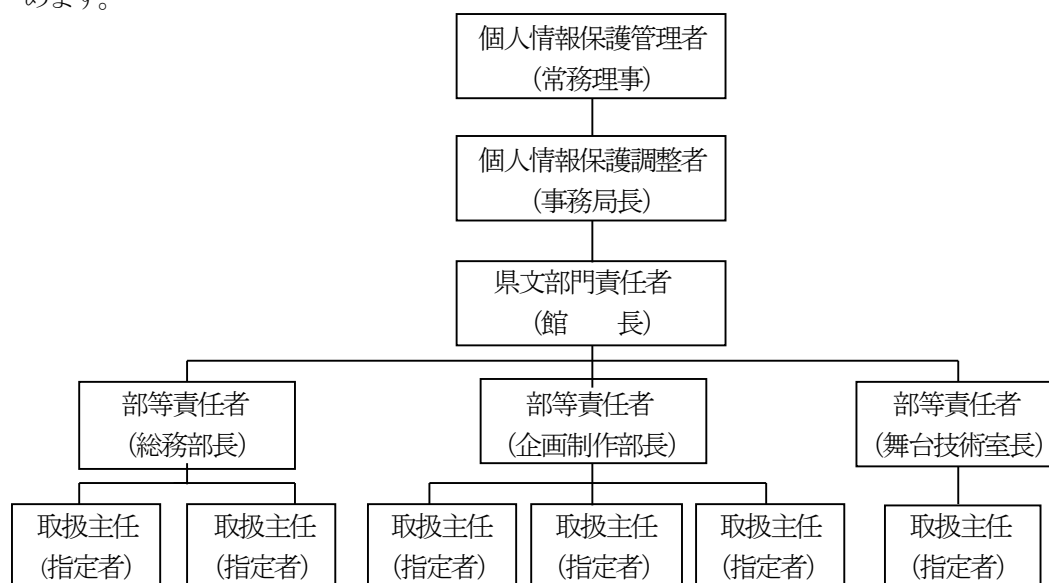 めます。
個人情報保護管理者
(常務理事)
個人情報保護調整者
(事務局長)
県文部門責任者
(館　　長)
部等責任者
(総務部長)
部等責任者
(企画制作部長)
部等責任者
(舞台技術室長)
取扱主任
(指定者)
取扱主任
(指定者)
取扱主任
(指定者)
取扱主任
(指定者)
取扱主任
(指定者)
取扱主任
(指定者)